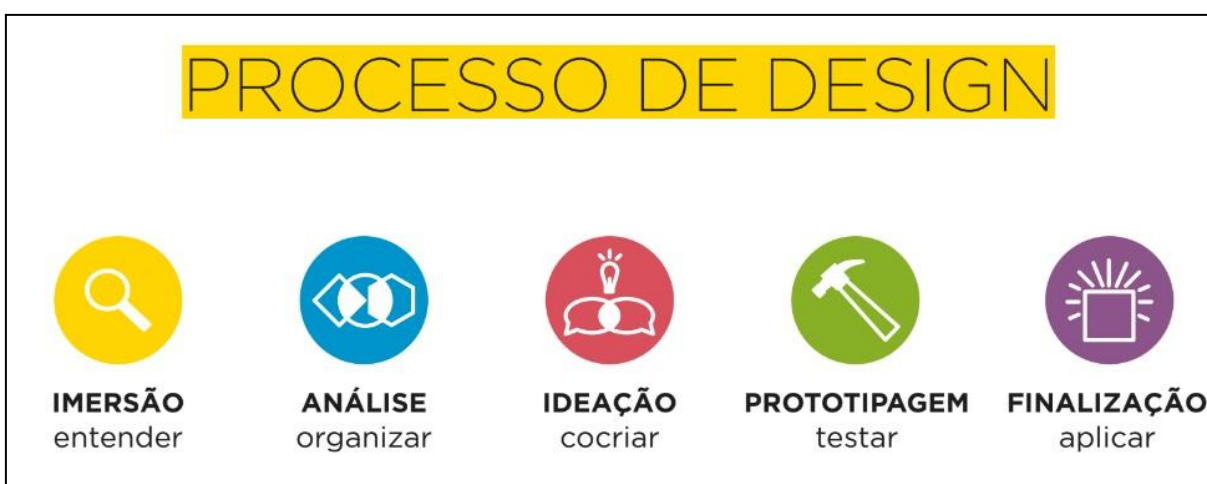 PROCESSO DE DESIGN
IMERSÃO
entender
ANÁLISE
organizar
IDEAÇÃO
cocriar
PROTOTIPAGEM
testar
FINALIZAÇÃO
aplicar